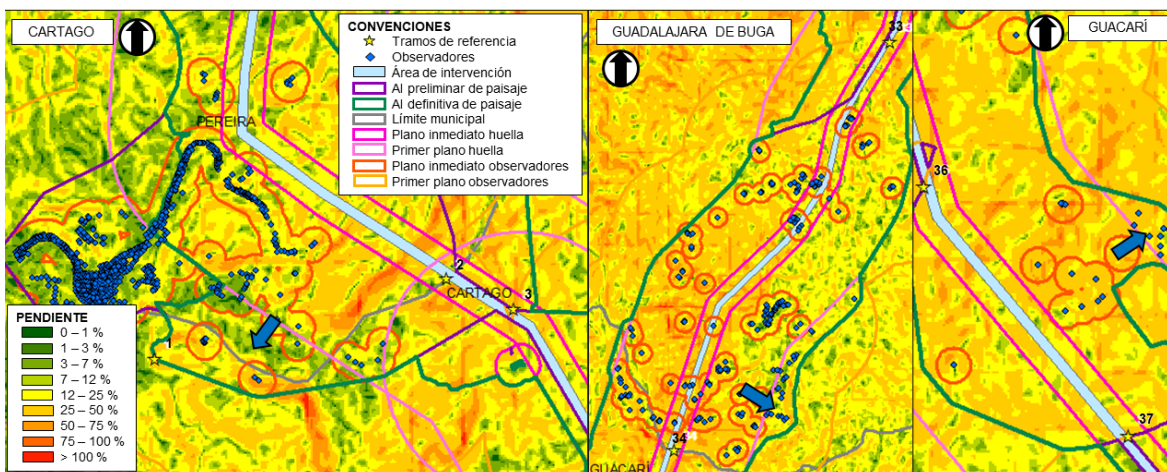 CARTAGO
CONVENCIONES
Tramos de referencia
Observadores
Área de intervención
AI preliminar de paisaje
AI definitiva de paisaje
Límite municipal
Plano inmediato huella
Primer plano huella
Plano inmediato observadores
Primer plano observadores
PEREIRA
2
CARTAGO
3
1
PENDIENTE
0 – 1 %
1 – 3 %
3 – 7 %
7 – 12 %
12 – 25 %
25 – 50 %
50 – 75 %
75 – 100 %
> 100 %
GUADALAJARA DE BUGA
33
34
GUACARÍ
GUACARÍ
36
37